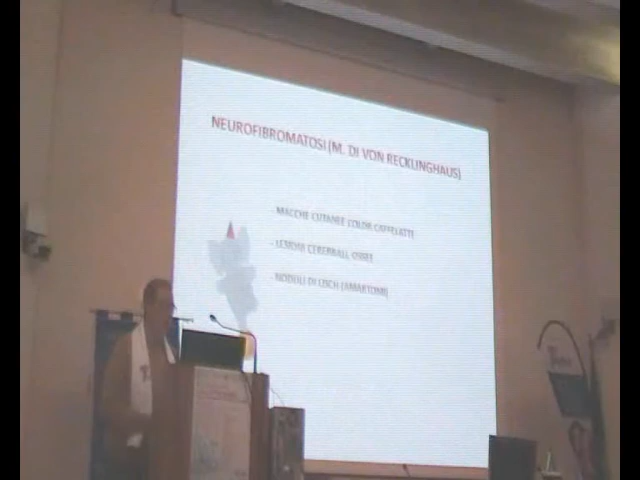 NEUROFIBROMATOSI (M. DI VON RECKLINGHAUS)
- MACCHIE CUTANEE COLOR CAFFELATTE
- LESIONI CEREBRALI, OSSEE
- NODULI DI LISCH (AMARTOMI)